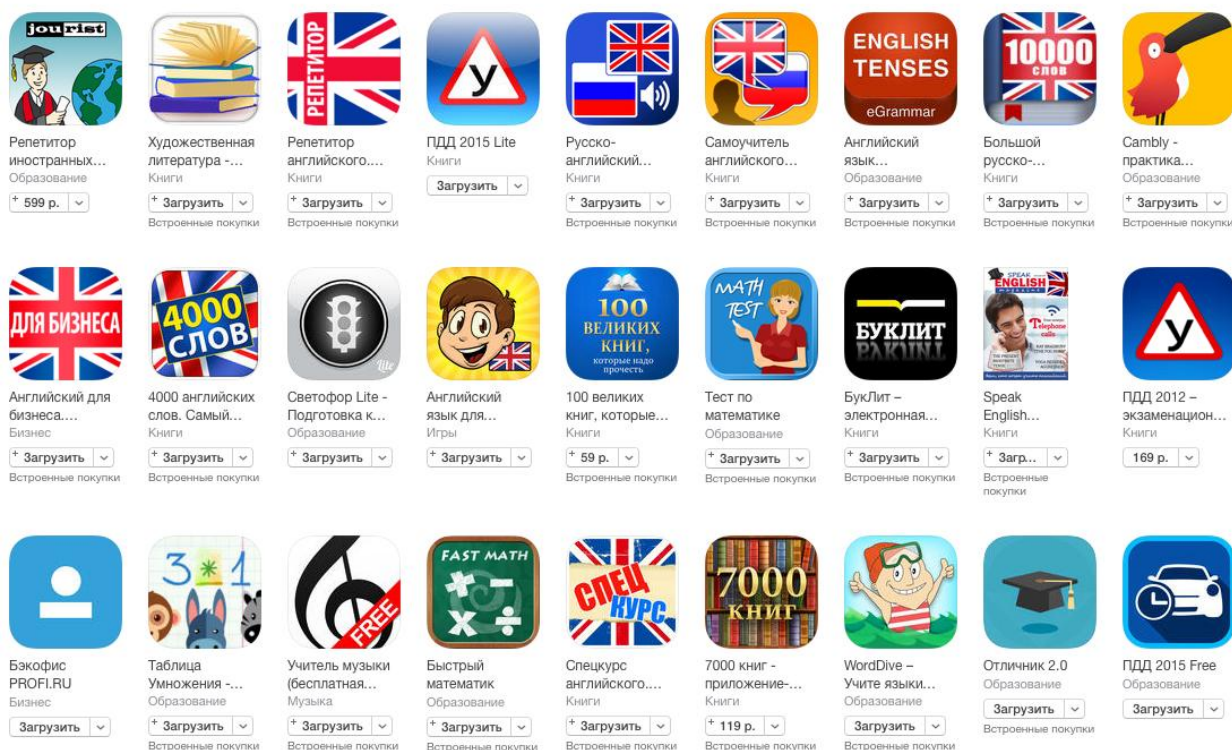 jourist
РЕПЕТИТОР
У
ENGLISH
TENSES
eGrammar
10000
СЛОВ
Репетитор
иностранных...
Образование
+ 599 р.
Художественная
литература -...
Книги
+ Загрузить
Встроенные покупки
Репетитор
английского....
Книги
+ Загрузить
Встроенные покупки
ПДД 2015 Lite
Книги
Загрузить
Русско-
английский...
Книги
+ Загрузить
Встроенные покупки
Самоучитель
английского...
Книги
+ Загрузить
Встроенные покупки
Английский
язык...
Образование
+ Загрузить
Встроенные покупки
Большой
русско-...
Книги
+ Загрузить
Встроенные покупки
Cambly -
практика...
Образование
+ Загрузить
Встроенные покупки
ДЛЯ БИЗНЕСА
4000
СЛОВ
Lite
100
ВЕЛИКИХ
КНИГ,
которые надо
прочесть
MATH
TEST
БУКЛИТ
SPEAK
ENGLISH
magazine
Telephone
calls
У
Английский для
бизнеса....
Бизнес
+ Загрузить
Встроенные покупки
4000 английских
слов. Самый...
Книги
+ Загрузить
Встроенные покупки
Светофор Lite -
Подготовка к...
Образование
+ Загрузить
Английский
язык для...
Игры
+ Загрузить
Встроенные покупки
100 великих
книг, которые...
Книги
+ 59 р.
Встроенные покупки
Тест по
математике
Образование
+ Загрузить
Встроенные покупки
БукЛит –
электронная...
Книги
+ Загрузить
Встроенные покупки
Speak
English...
Книги
+ Загр...
Встроенные
покупки
ПДД 2012 –
экзаменацион...
Книги
169 р.
3 * 1
FREE
FAST MATH
СПЕЦ
КУРС
7000
КНИГ
Бэкофис
PROFI.RU
Бизнес
Загрузить
Таблица
Умножения -...
Образование
+ Загрузить
Встроенные покупки
Учитель музыки
(бесплатная...
Музыка
+ Загрузить
Встроенные покупки
Быстрый
математик
Образование
+ Загрузить
Встроенные покупки
Спецкурс
английского....
Книги
+ Загрузить
Встроенные покупки
7000 книг -
приложение-...
Книги
+ 119 р.
Встроенные покупки
WordDive –
Учите языки...
Образование
Загрузить
Встроенные покупки
Отличник 2.0
Образование
Загрузить
Встроенные покупки
ПДД 2015 Free
Образование
Загрузить